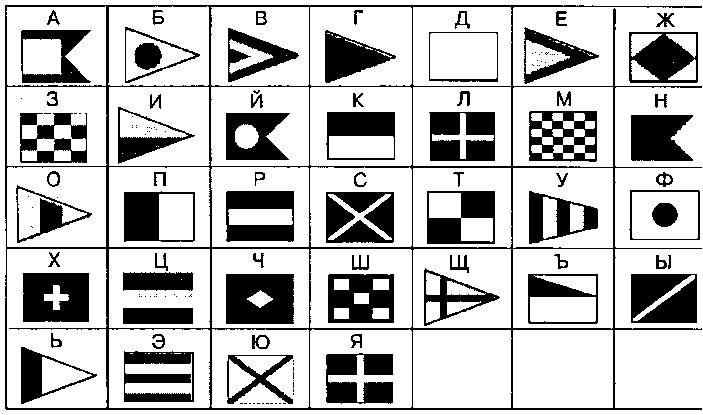 А Б В Г Д Е Ж
З И Й К Л М Н
О П Р С Т У Ф
Х Ц Ч Ш Щ Ъ Ы
Ь Э Ю Я